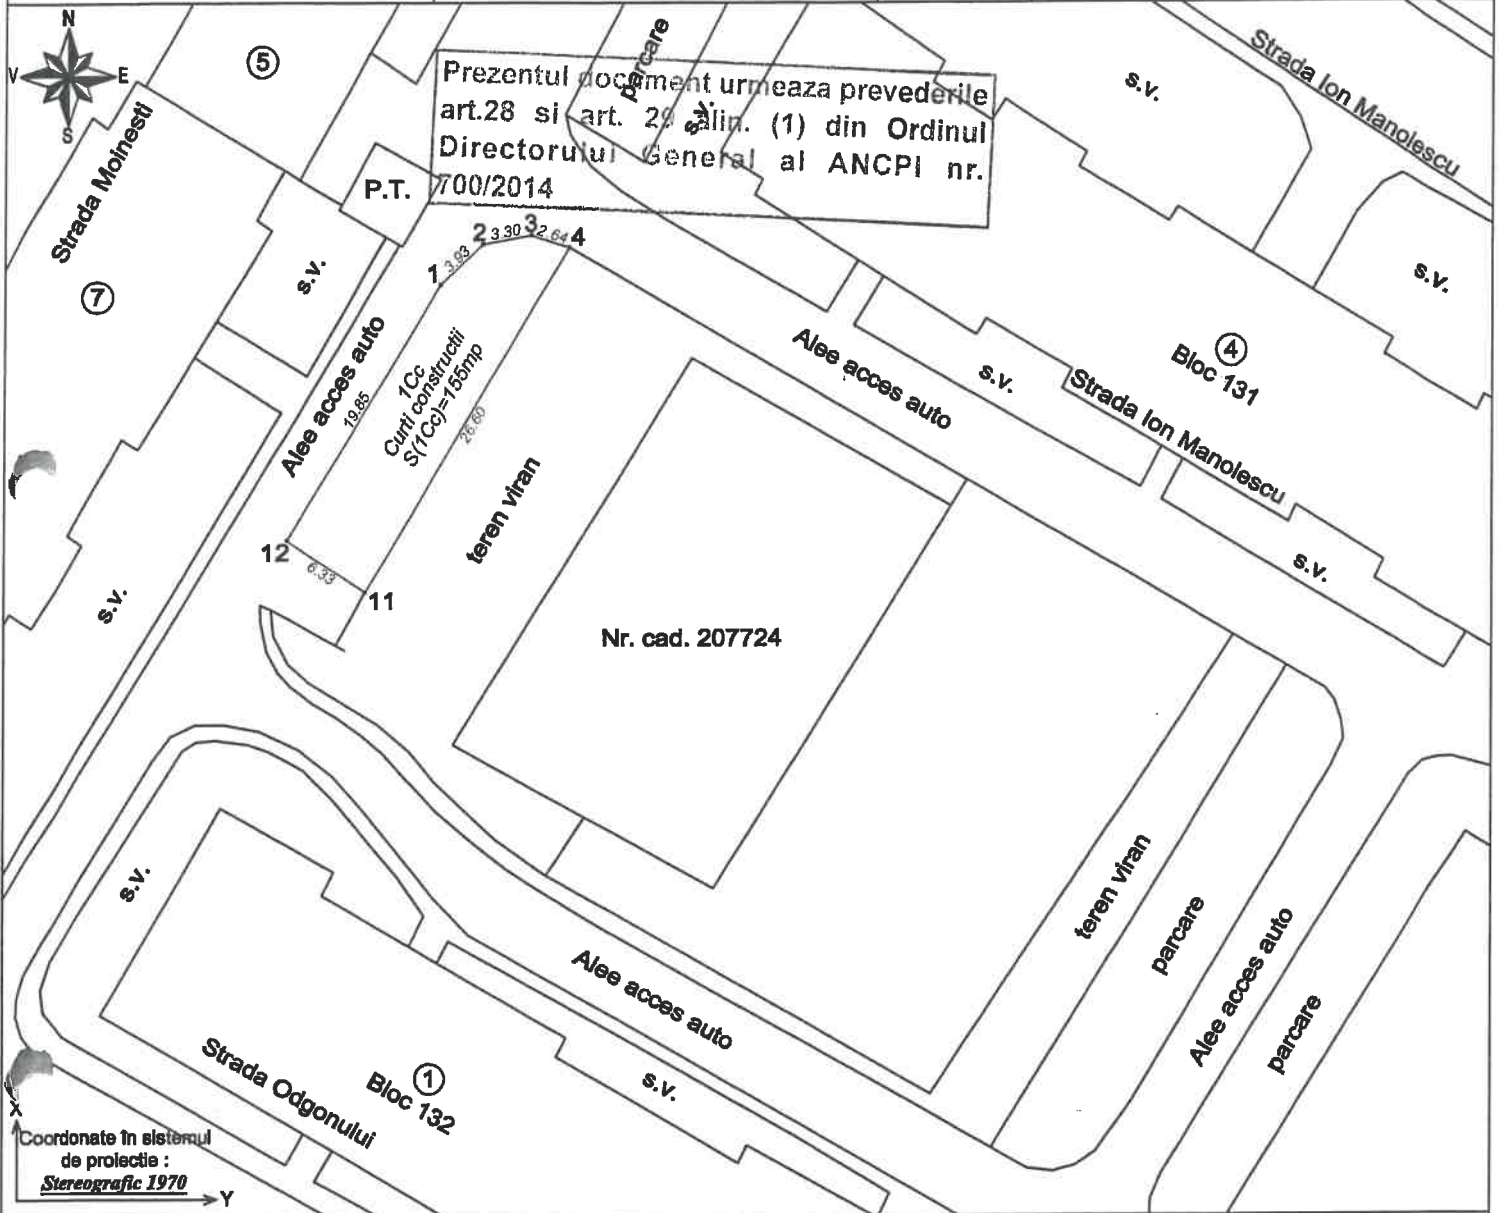 N
V
E
S
5
Strada Moinesti
7
P.T.
s.v.
parcare
s.v.
Prezentul document urmeaza prevederile
art.28 si art. 29 alin. (1) din Ordinul
Directorului General al ANCPI nr.
700/2014
s.v.
Strada Ion Manolescu
s.v.
1
3.93
2
3.30
3
2.64
4
Alee acces auto
19.85
1Cc
Curti constructii
S(1Cc)=155mp
26.60
12
6.33
11
teren viran
Alee acces auto
s.v.
4
Bloc 131
Strada Ion Manolescu
s.v.
s.v.
Nr. cad. 207724
s.v.
teren viran
parcare
Alee acces auto
parcare
Alee acces auto
s.v.
Strada Odgonului
1
Bloc 132
X
Coordonate în sistemul
de proiectie :
Stereografic 1970
Y